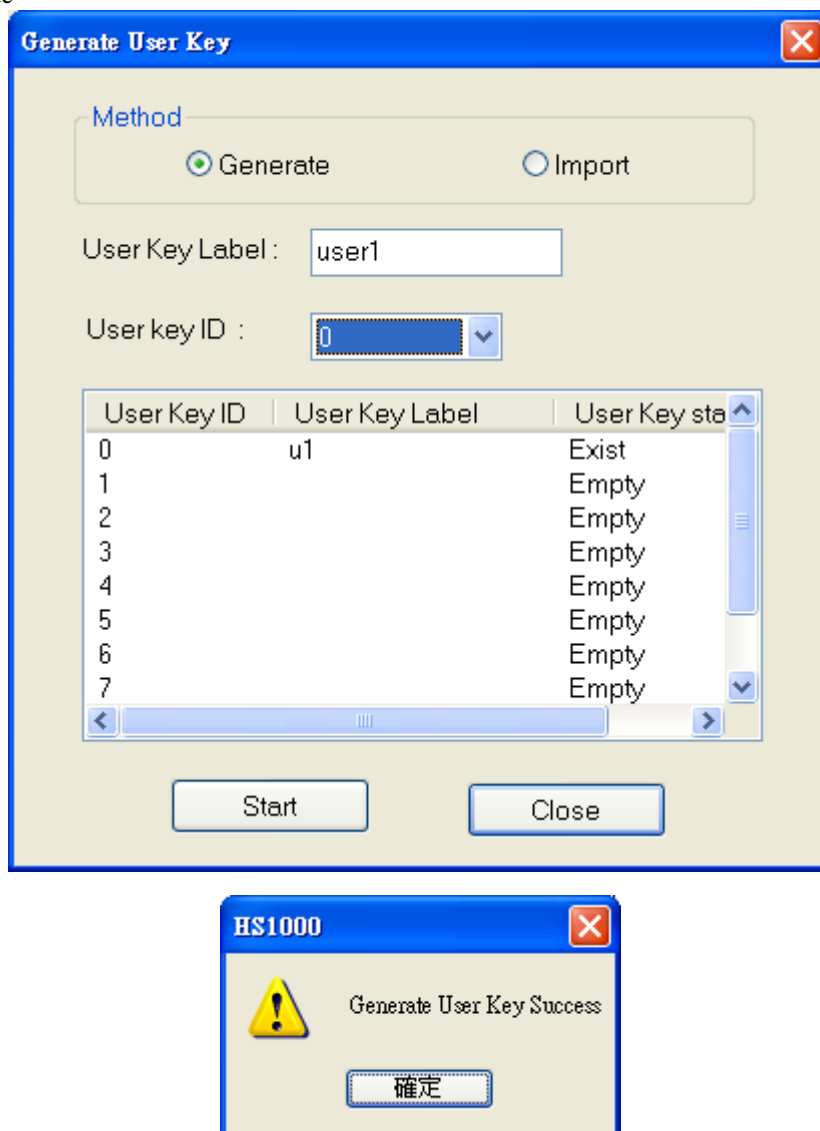 Generate User Key
Method
Generate Import
User Key Label : user1
User key ID : 0
User Key ID User Key Label User Key sta
0 u1 Exist
1 Empty
2 Empty
3 Empty
4 Empty
5 Empty
6 Empty
7 Empty
Start Close
HS1000
Generate User Key Success
確定